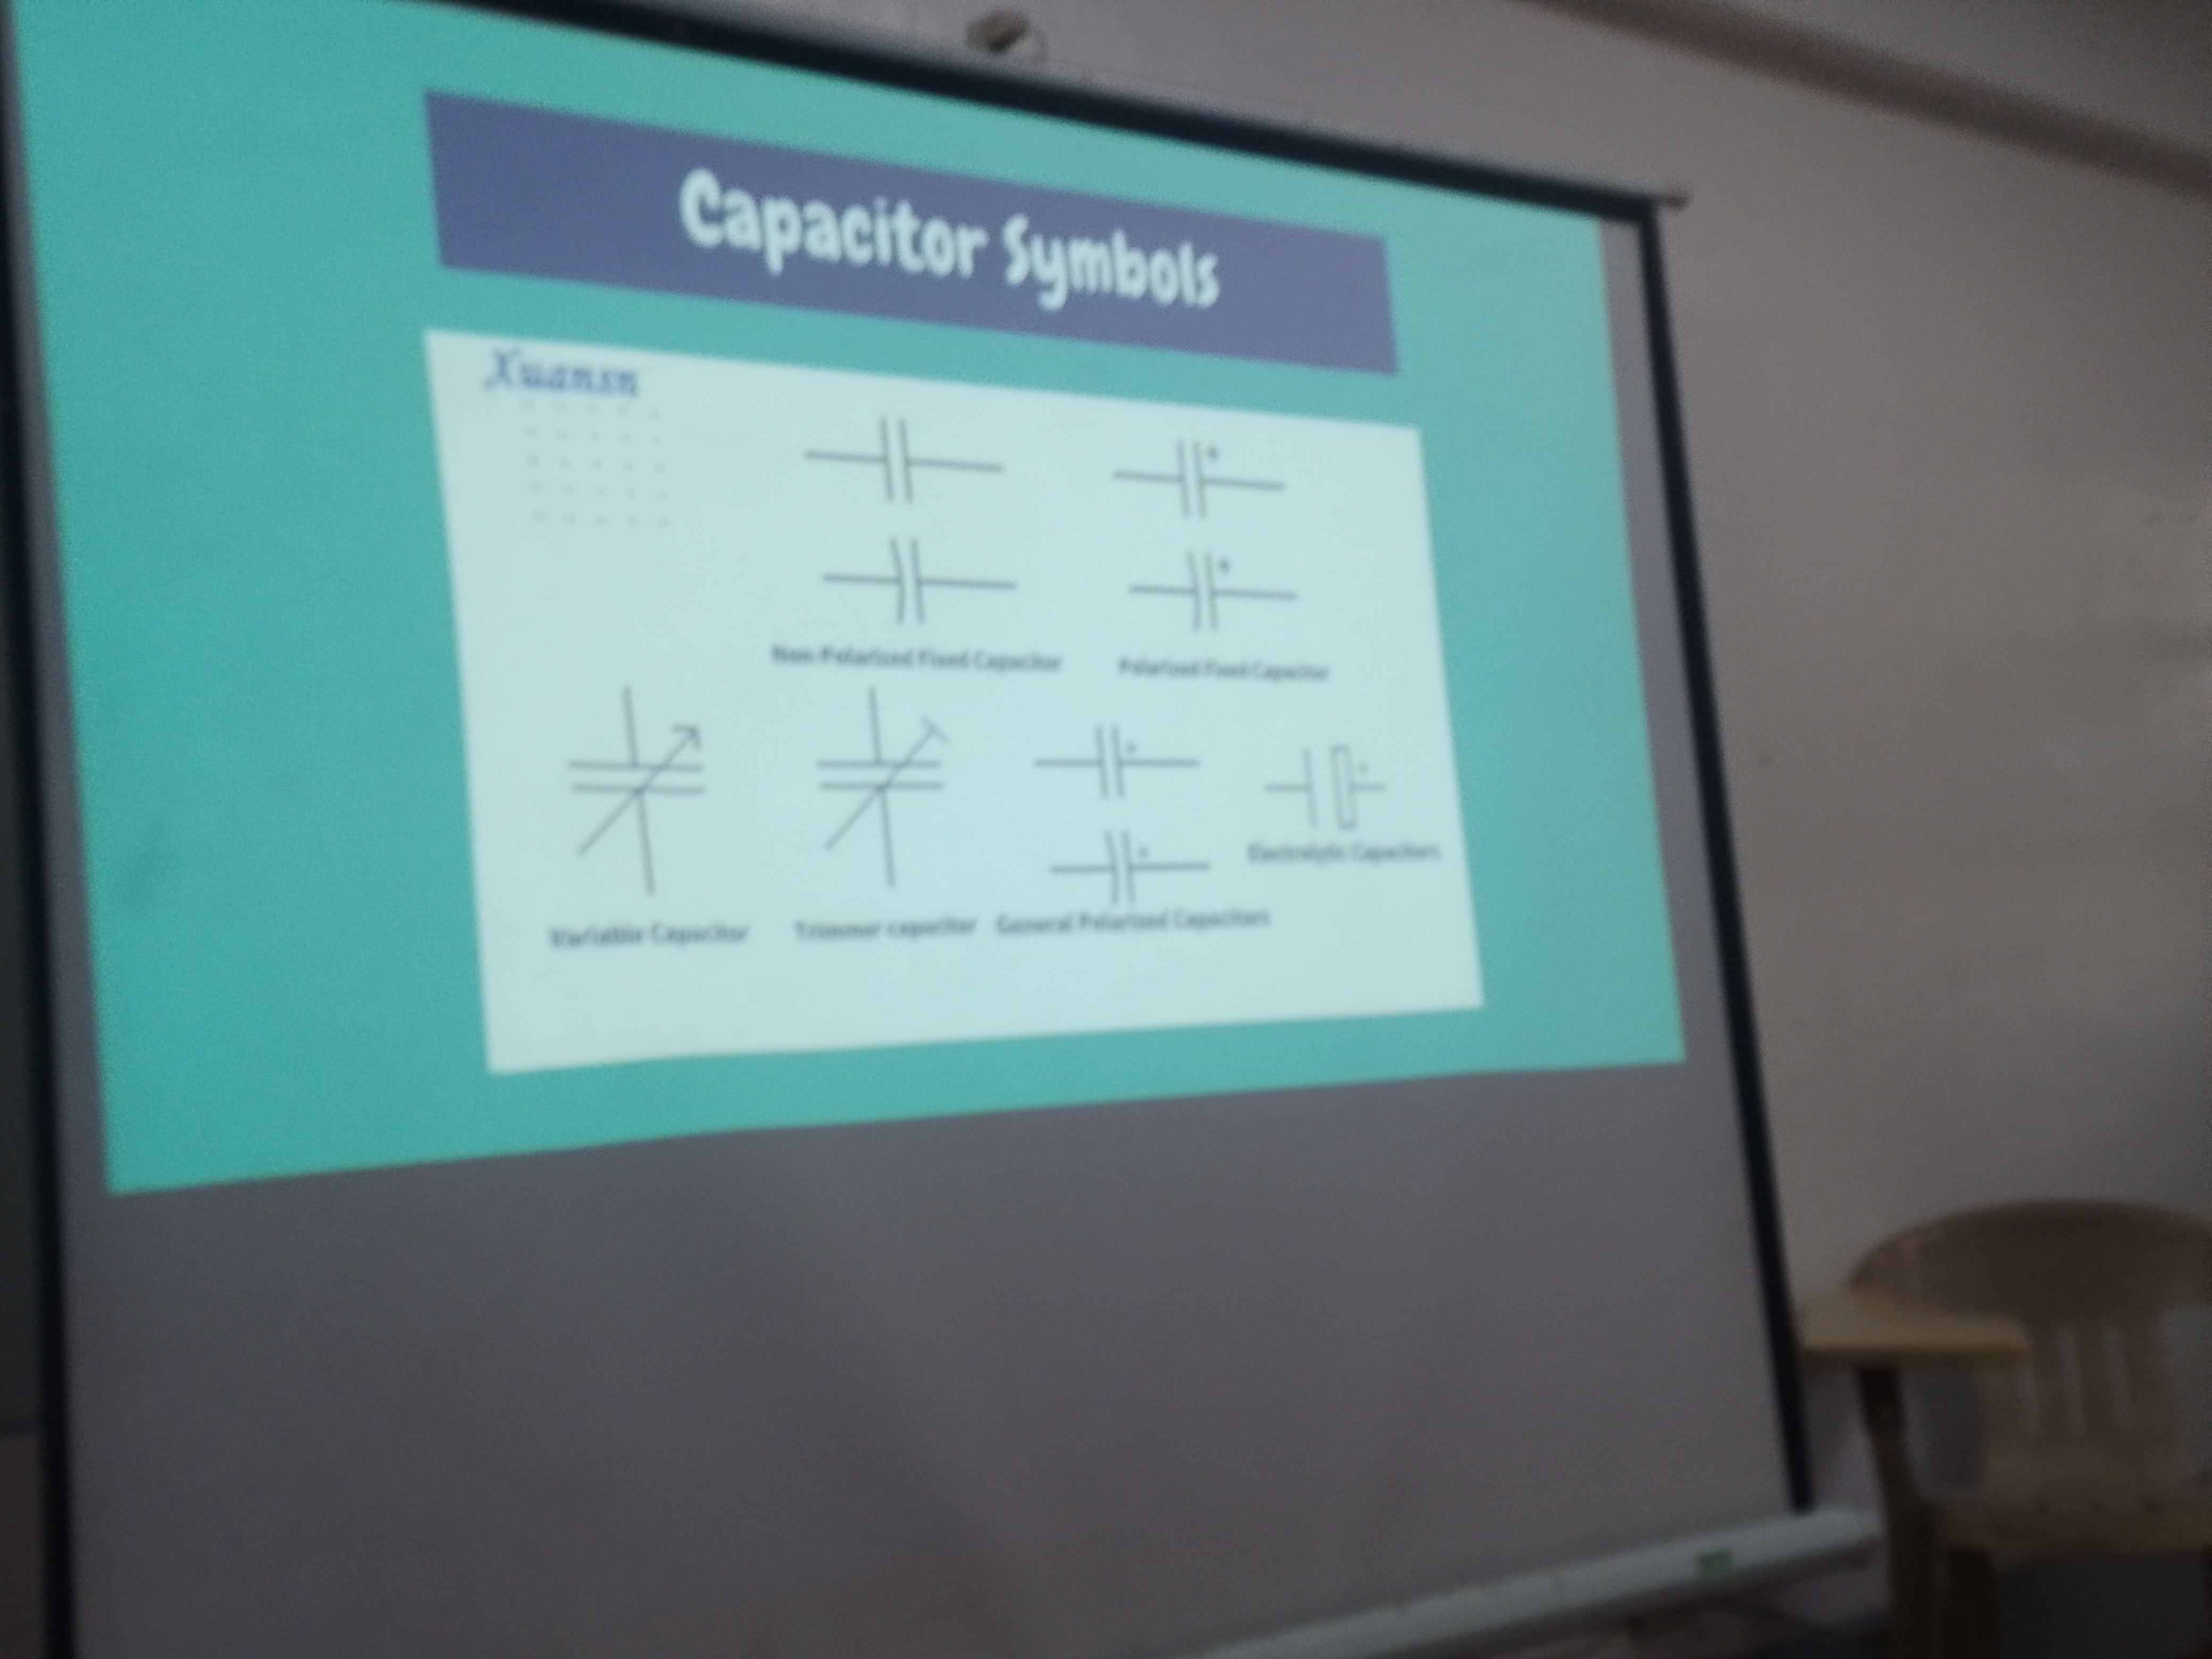 Capacitor Symbols
Xuansn
+
+
Non-Polarized Fixed Capacitor
Polarized Fixed Capacitor
Electrolytic Capacitors
Variable Capacitor
Trimmer capacitor
General Polarized Capacitors